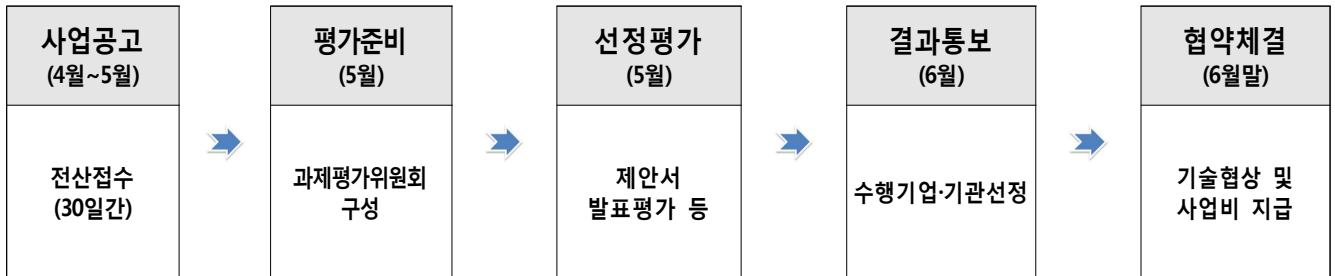 사업공고
(4월~5월)
전산접수
(30일간)
평가준비
(5월)
과제평가위원회
구성
선정평가
(5월)
제안서
발표평가 등
결과통보
(6월)
수행기업·기관선정
협약체결
(6월말)
기술협상 및
사업비 지급